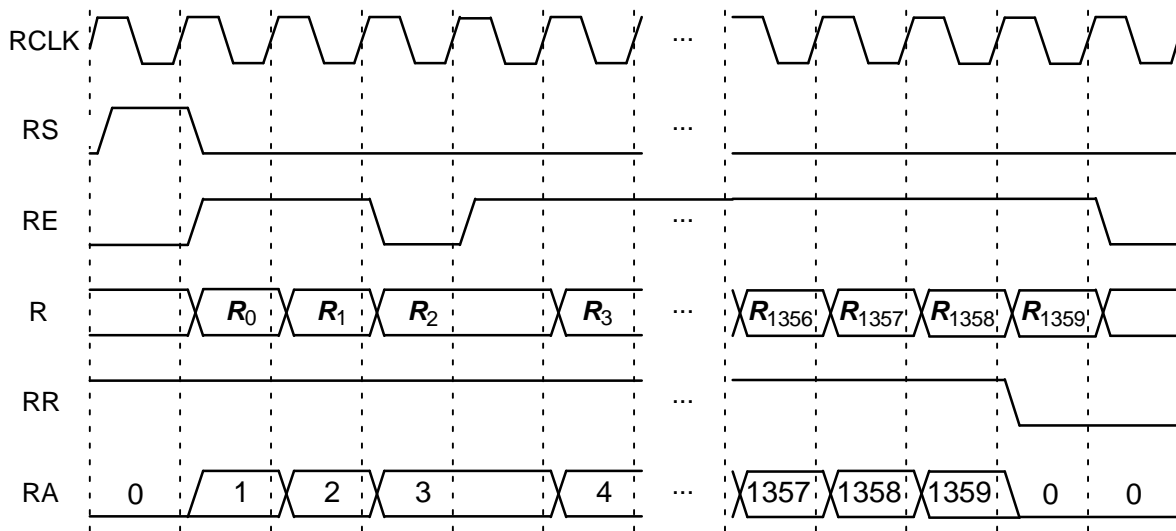 RCLK ...
RS ...
RE ...
R R0 R1 R2 R3 ... R1356 R1357 R1358 R1359
RR ...
RA 0 1 2 3 4 ... 1357 1358 1359 0 0